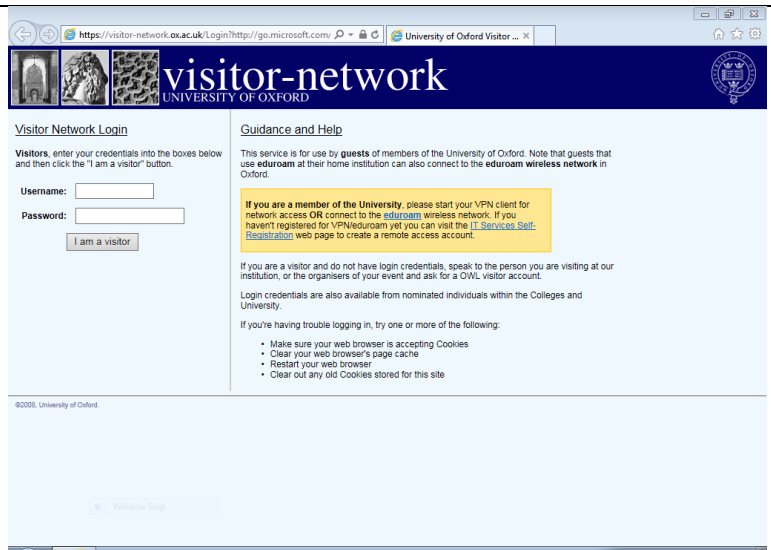 https://visitor-network.ox.ac.uk/Login?http://go.microsoft.com/
University of Oxford Visitor ...
visitor-network
UNIVERSITY OF OXFORD
Visitor Network Login
Visitors, enter your credentials into the boxes below
and then click the "I am a visitor" button.
Username:
Password:
I am a visitor
Guidance and Help
This service is for use by guests of members of the University of Oxford. Note that guests that
use eduroam at their home institution can also connect to the eduroam wireless network in
Oxford.
If you are a member of the University, please start your VPN client for
network access OR connect to the eduroam wireless network. If you
haven't registered for VPN/eduroam yet you can visit the IT Services Self-
Registration web page to create a remote access account.
If you are a visitor and do not have login credentials, speak to the person you are visiting at our
institution, or the organisers of your event and ask for a OWL visitor account.
Login credentials are also available from nominated individuals within the Colleges and
University.
If you're having trouble logging in, try one or more of the following:
• Make sure your web browser is accepting Cookies
• Clear your web browser's page cache
• Restart your web browser
• Clear out any old Cookies stored for this site
©2008, University of Oxford.
Window Snip